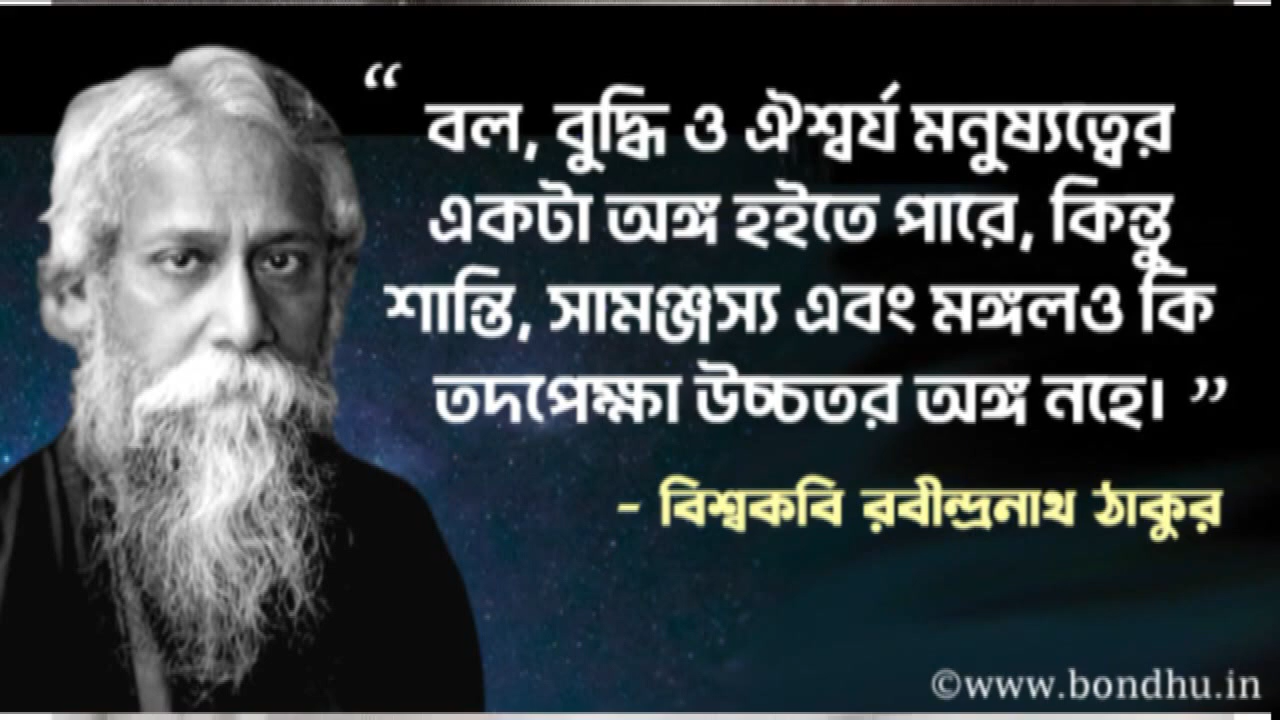 “ বল, বুদ্ধি ও ঐশ্বর্য মনুষ্যত্বের
একটা অঙ্গ হইতে পারে, কিন্তু
শান্তি, সামঞ্জস্য এবং মঙ্গলও কি
তদপেক্ষা উচ্চতর অঙ্গ নহে। ”
- বিশ্বকবি রবীন্দ্রনাথ ঠাকুর
©www.bondhu.in